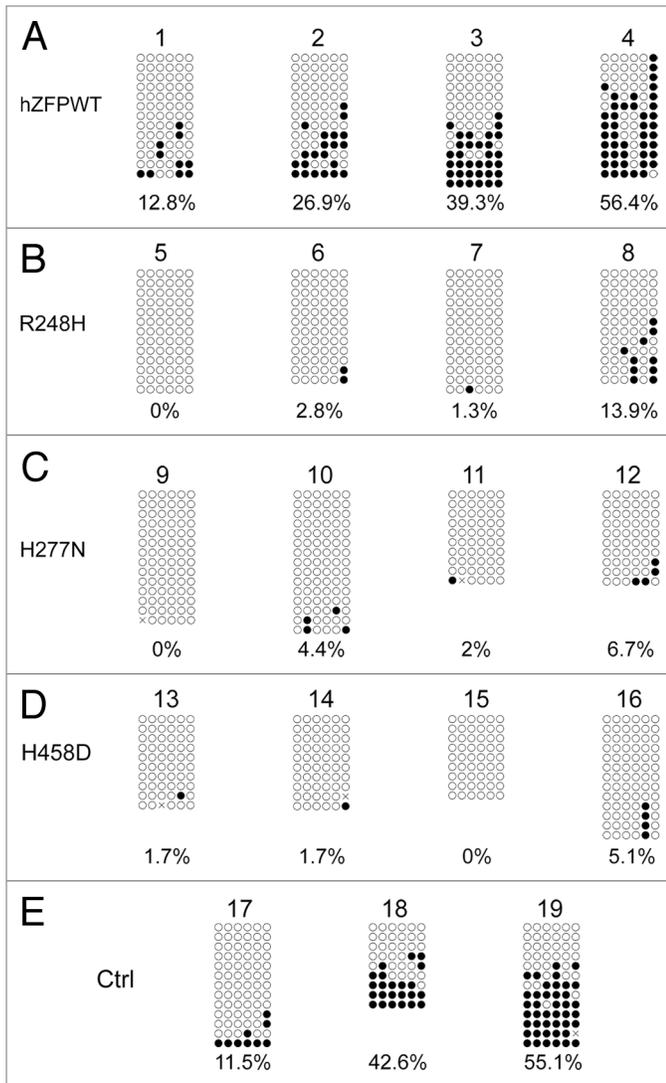 A
1 2 3 4
hZFPWT
12.8% 26.9% 39.3% 56.4%
B
5 6 7 8
R248H
0% 2.8% 1.3% 13.9%
C
9 10 11 12
H277N
0% 4.4% 2% 6.7%
D
13 14 15 16
H458D
1.7% 1.7% 0% 5.1%
E
17 18 19
Ctrl
11.5% 42.6% 55.1%